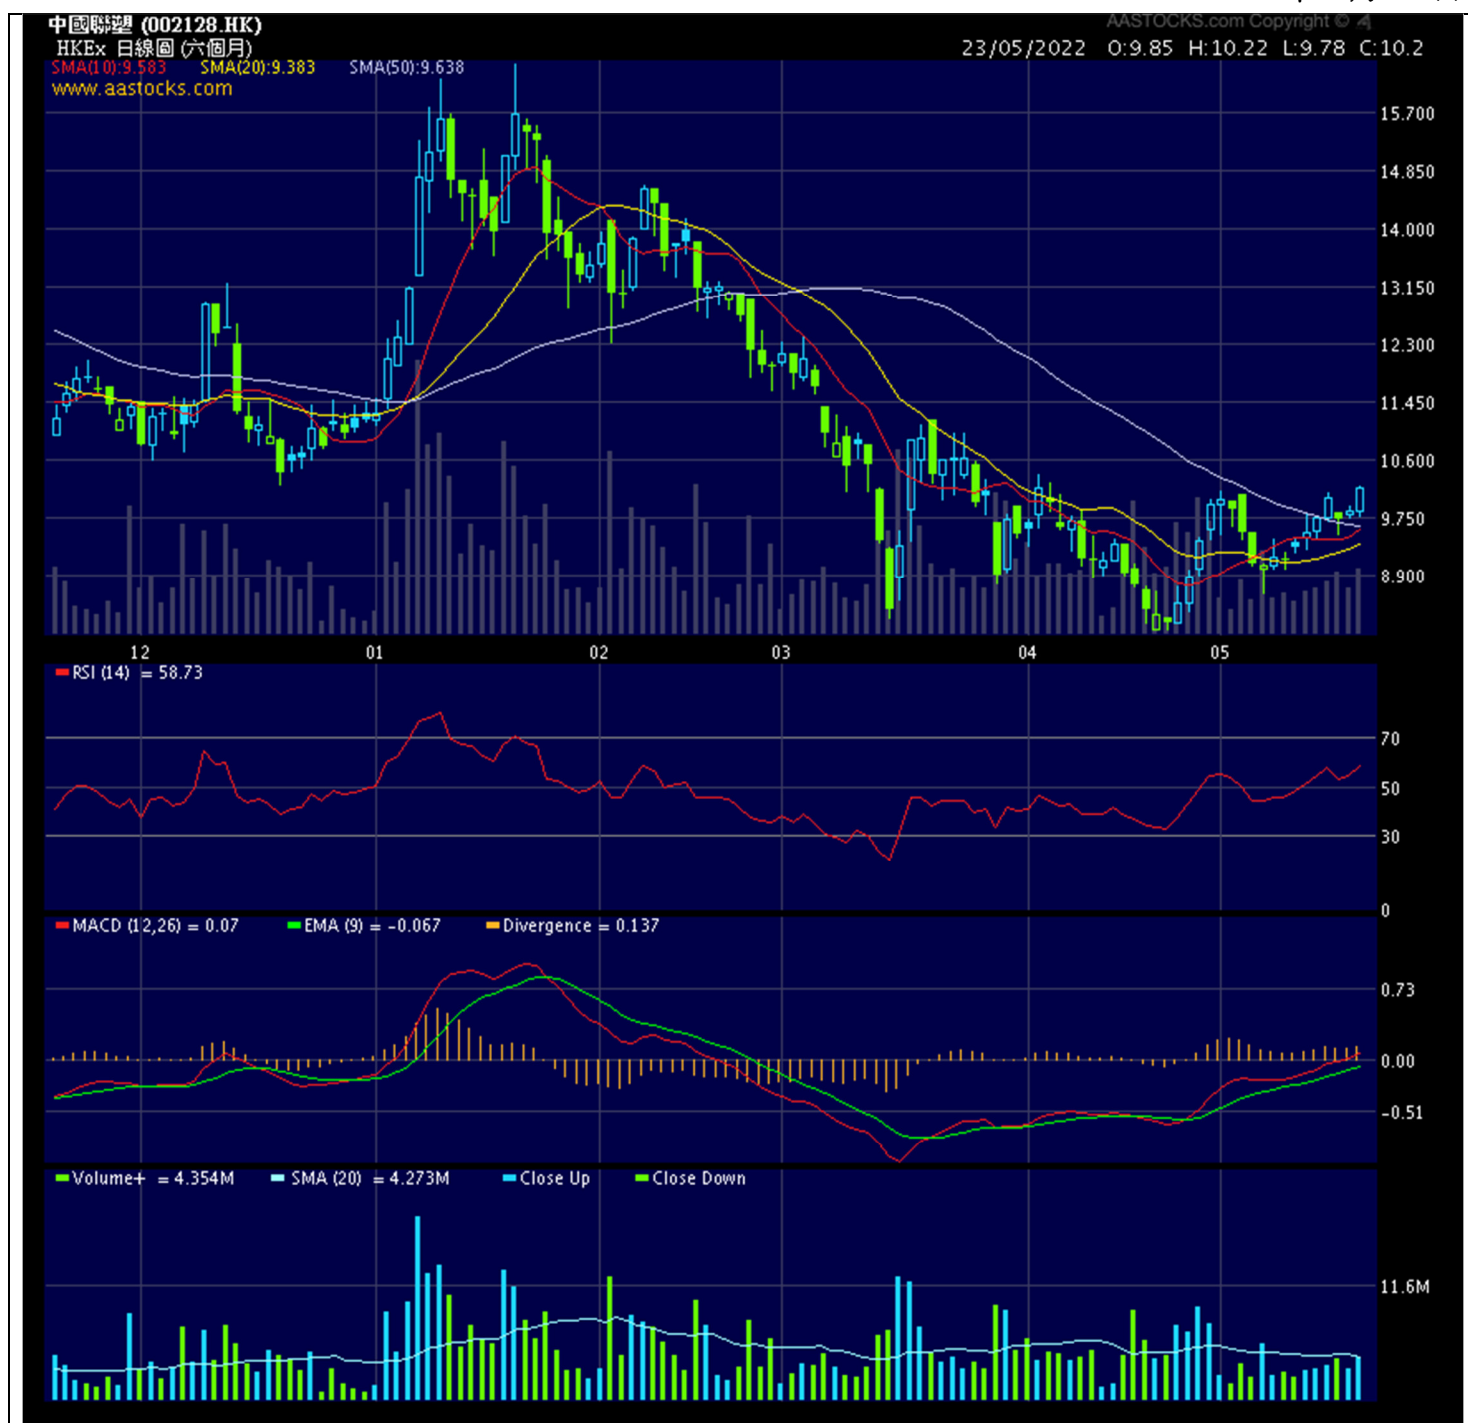 中國聯塑 (002128.HK)
AASTOCKS.com Copyright ©
HKEx 日線圖 (六個月)
23/05/2022 O:9.85 H:10.22 L:9.78 C:10.2
SMA(10):9.583 SMA(20):9.383 SMA(50):9.638
www.aastocks.com
15.700
14.850
14.000
13.150
12.300
11.450
10.600
9.750
8.900
12 01 02 03 04 05
RSI (14) = 58.73
70
50
30
0
MACD (12,26) = 0.07 EMA (9) = -0.067 Divergence = 0.137
0.73
0.00
-0.51
Volume+ = 4.354M SMA (20) = 4.273M Close Up Close Down
11.6M